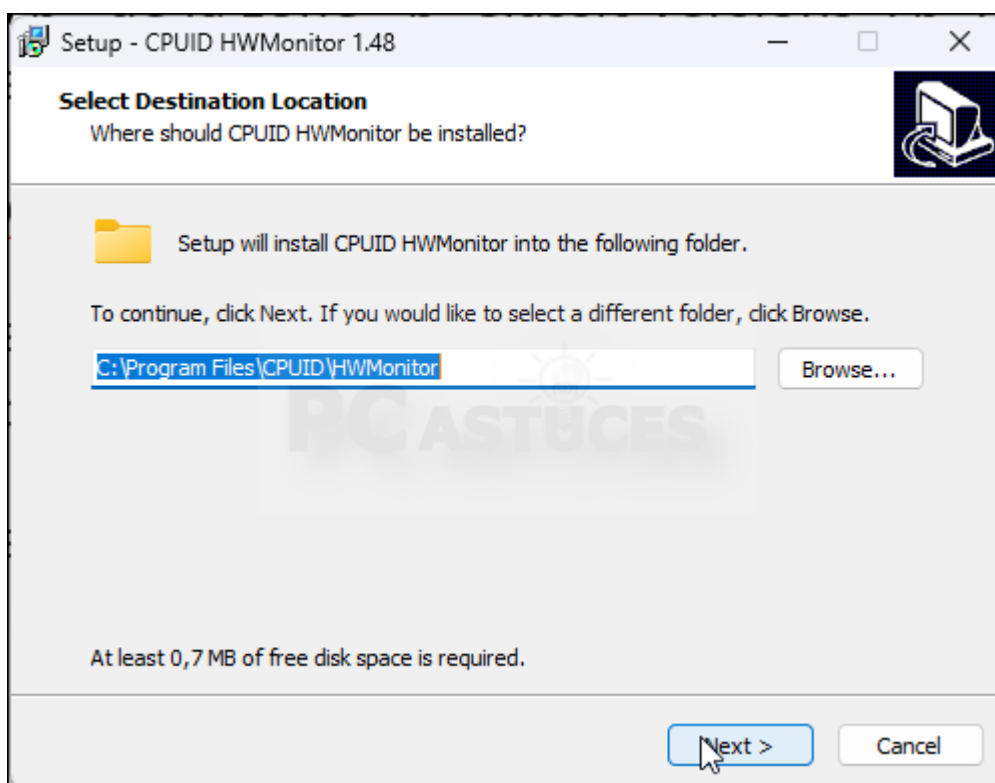 Setup - CPUID HWMonitor 1.48
Select Destination Location
Where should CPUID HWMonitor be installed?
Setup will install CPUID HWMonitor into the following folder.
To continue, click Next. If you would like to select a different folder, click Browse.
C:\Program Files\CPUID\HWMonitor
Browse...
PC ASTUCES
At least 0,7 MB of free disk space is required.
Next >
Cancel